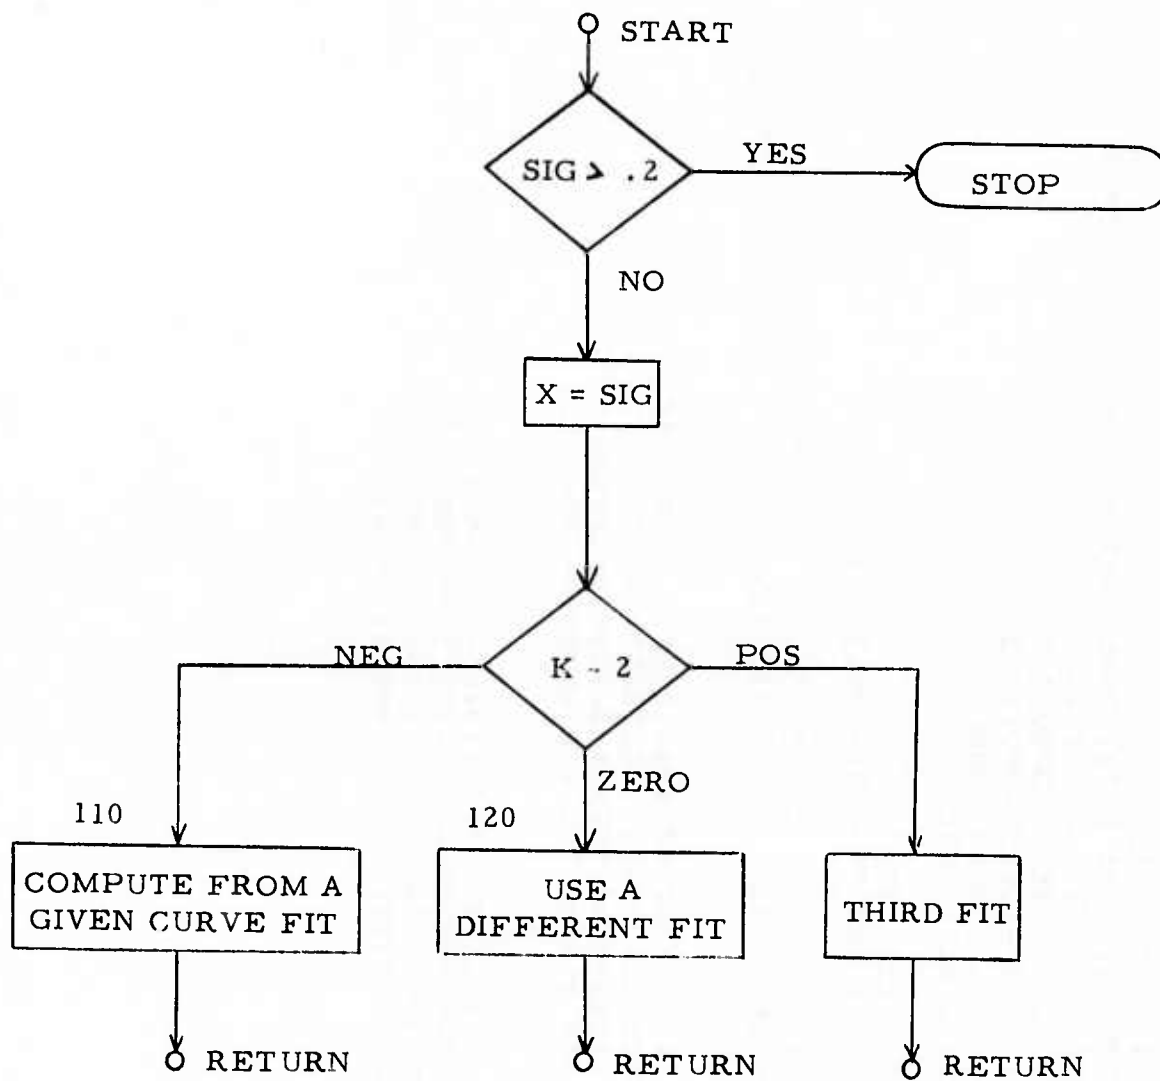 START
SIG > .2
YES
STOP
NO
X = SIG
NEG
K - 2
POS
ZERO
110
120
COMPUTE FROM A
GIVEN CURVE FIT
USE A
DIFFERENT FIT
THIRD FIT
RETURN
RETURN
RETURN